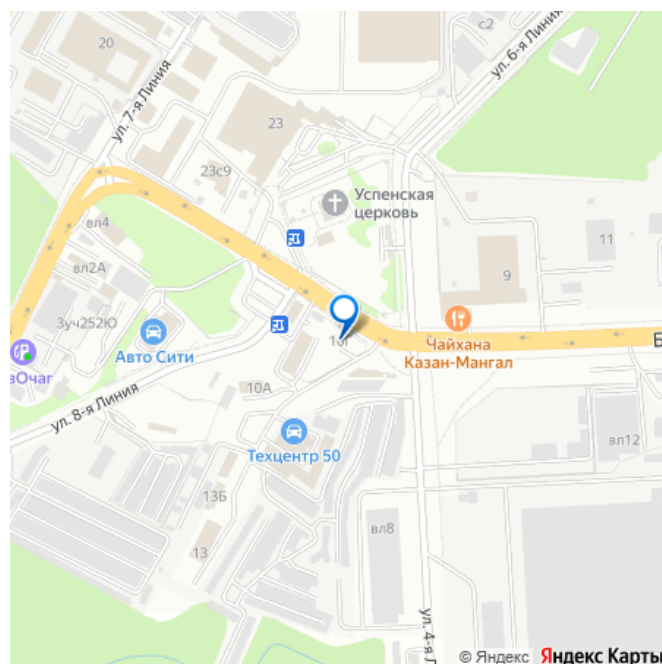 с2
20
ул. 6-я Линия
ул. 7-я Линия
23
23с9
Успенская
церковь
вл4
11
вл2А
9
3уч252Ю
Авто Сити
Чайхана
Казан-Мангал
Б
вОчаг
10А
ул. 8-я Линия
Техцентр 50
вл12
13Б
вл8
13
ул. 4-я Л
© Яндекс Яндекс Карты